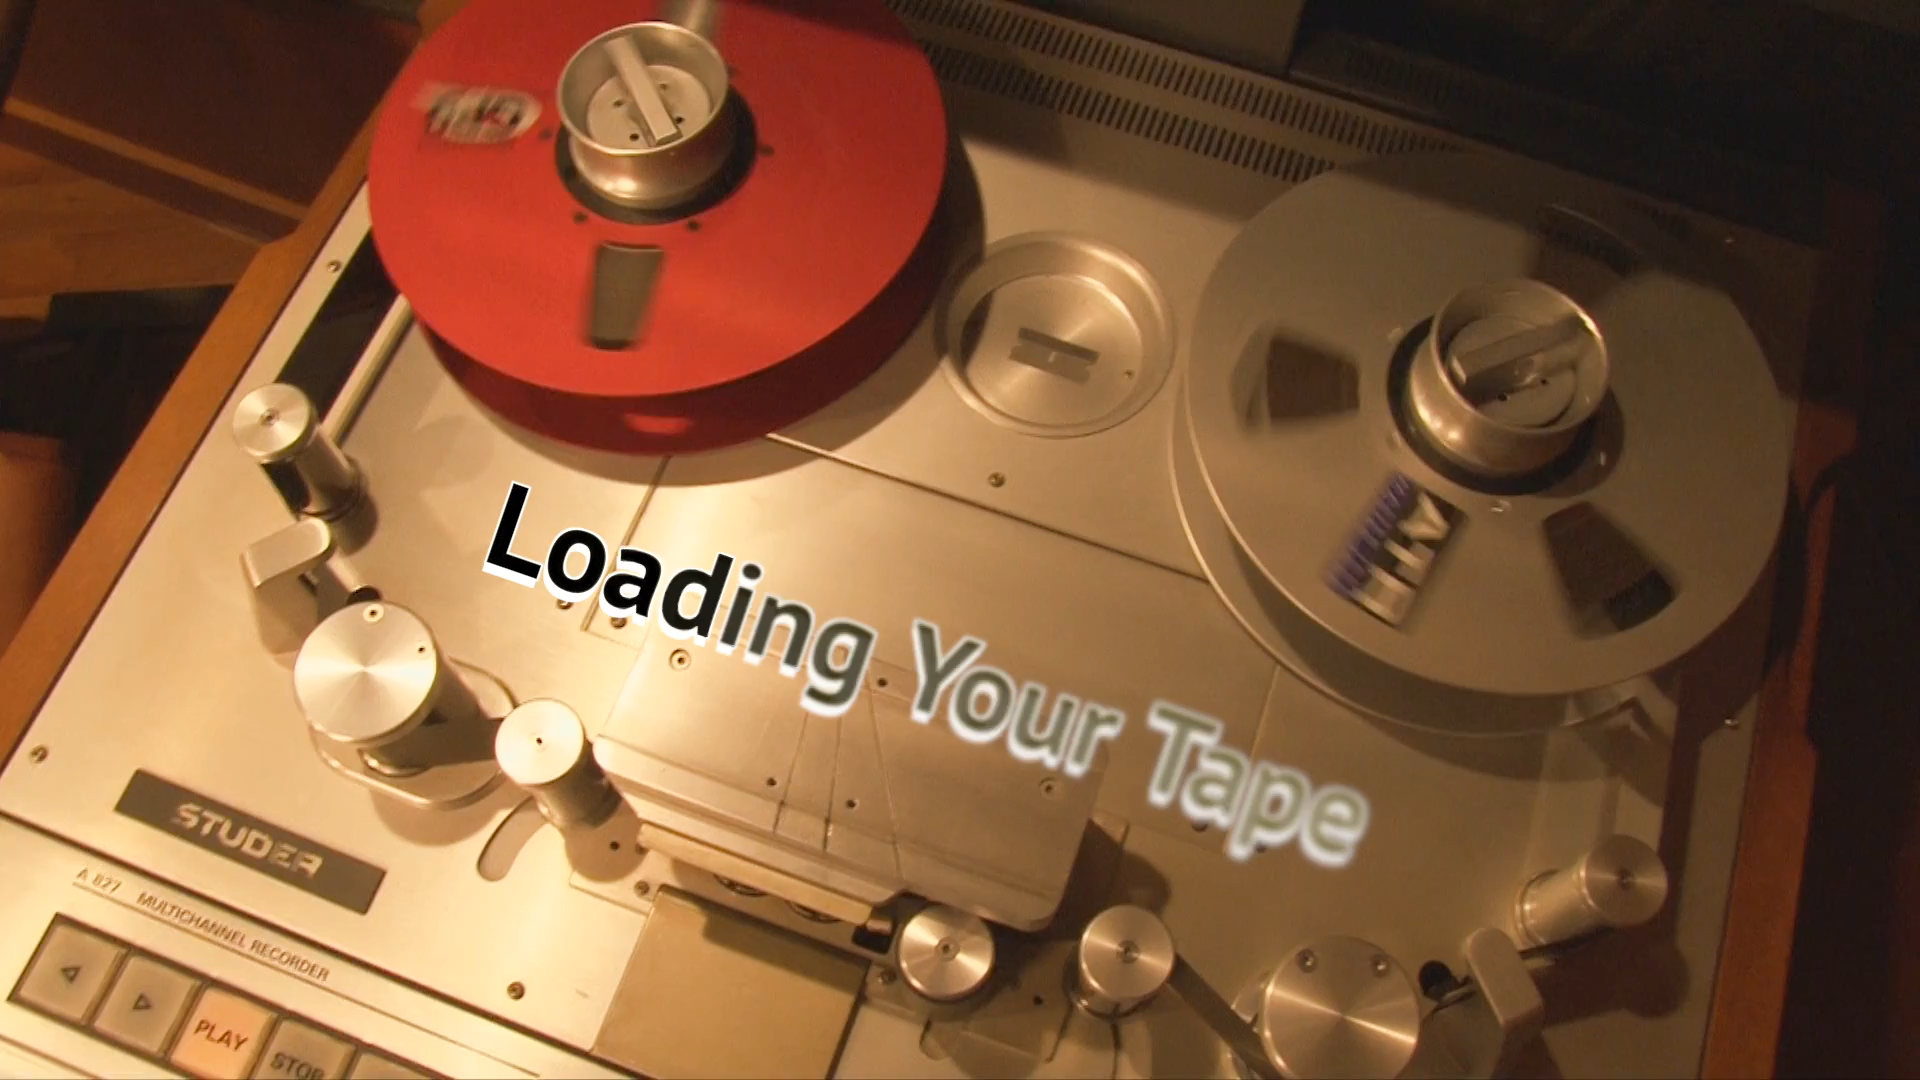 Loading Your Tape
STUDER
A 827 MULTICHANNEL RECORDER
PLAY
STOP